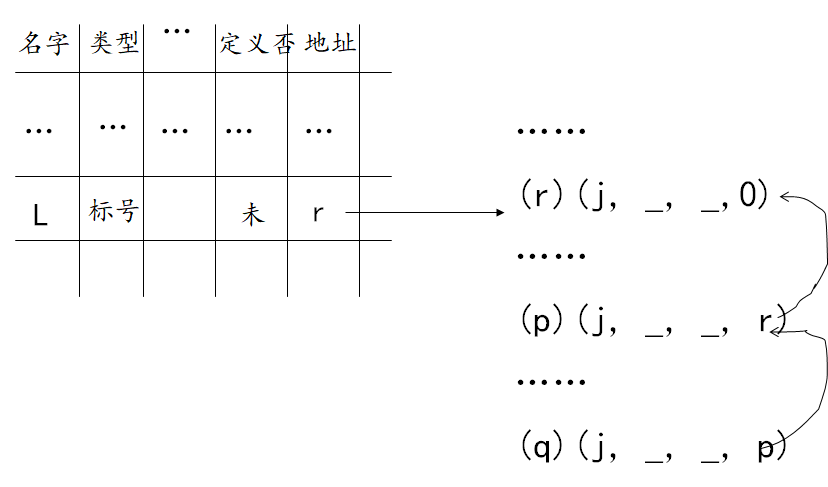 名字 类型 … 定义否 地址
… … … … …
L 标号 未 r
……
(r)(j, _, _,0)
……
(p)(j, _, _, r)
……
(q)(j, _, _, p)